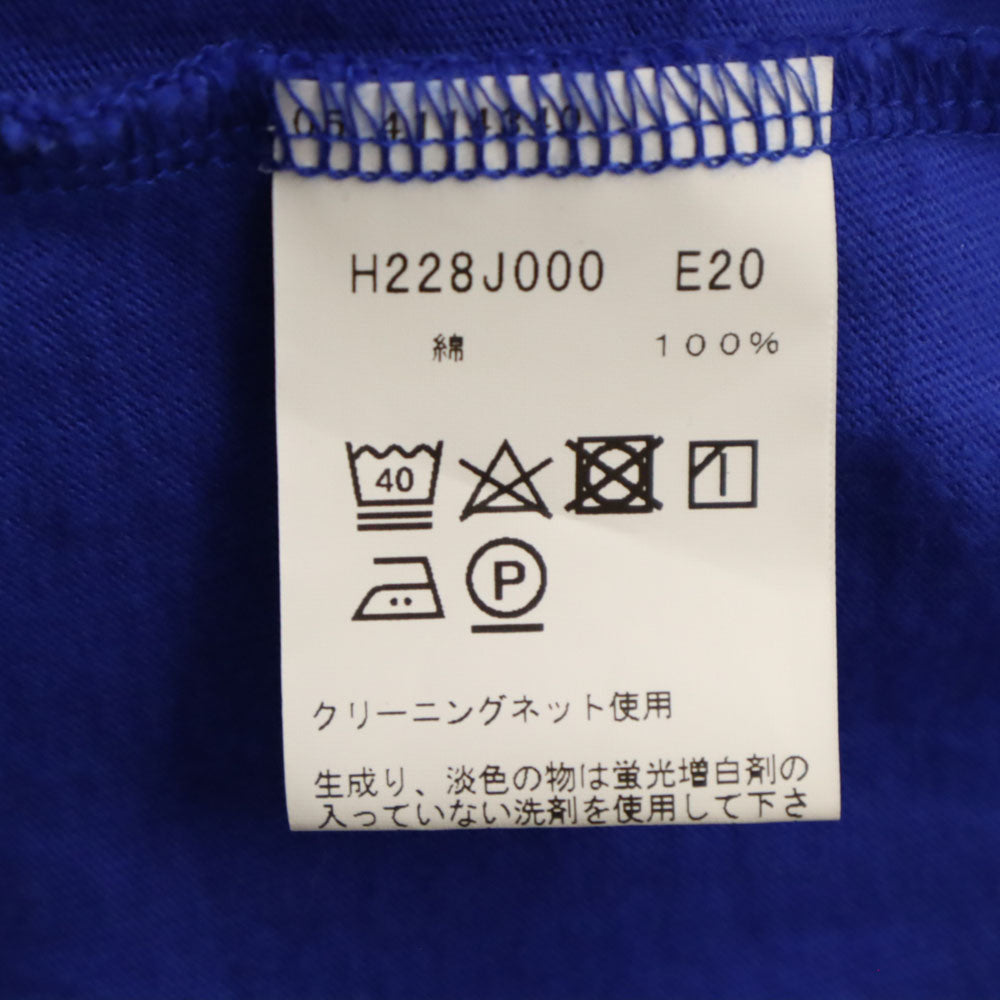 05 4114340
H228J000 E20
綿 100%
40
P
クリーニングネット使用
生成り、淡色の物は蛍光増白剤の
入っていない洗剤を使用して下さ